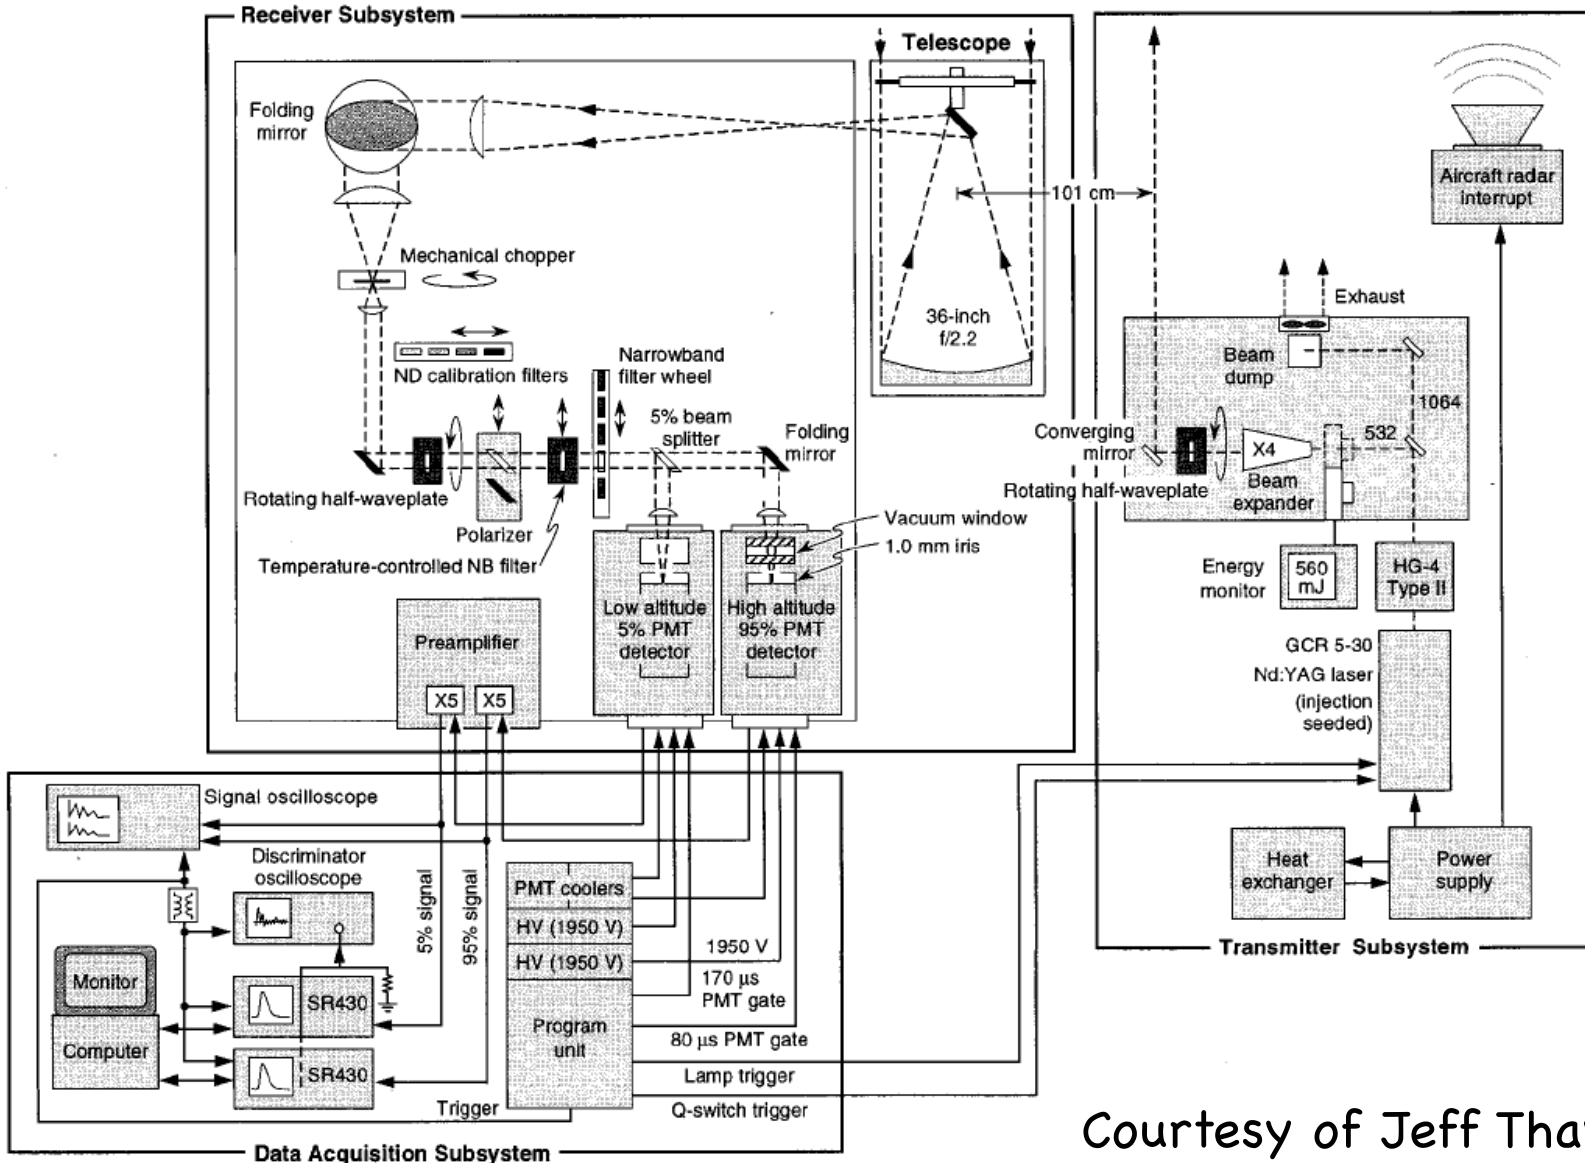 Receiver Subsystem
Telescope
Folding
mirror
101 cm
Aircraft radar
interrupt
Mechanical chopper
36-inch
f/2.2
Exhaust
ND calibration filters
Narrowband
filter wheel
5% beam
splitter
Folding
mirror
Beam
dump
1064
532
Converging
mirror
X4
Beam
expander
Rotating half-waveplate
Rotating half-waveplate
Polarizer
Temperature-controlled NB filter
Vacuum window
1.0 mm iris
Energy
monitor
560
mJ
HG-4
Type II
Low altitude
5% PMT
detector
High altitude
95% PMT
detector
Preamplifier
X5
X5
GCR 5-30
Nd:YAG laser
(injection
seeded)
Signal oscilloscope
Discriminator
oscilloscope
5% signal
95% signal
PMT coolers
HV (1950 V)
HV (1950 V)
1950 V
170 µs
PMT gate
Program
unit
80 µs PMT gate
Lamp trigger
Q-switch trigger
Trigger
Monitor
Computer
SR430
SR430
Heat
exchanger
Power
supply
Transmitter Subsystem
Data Acquisition Subsystem
Courtesy of Jeff